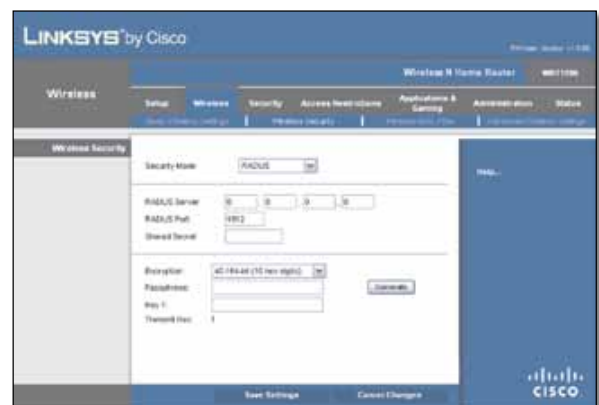 LINKSYS® by Cisco
Wireless N Home Router
Wireless
Setup Wireless Security Access Restrictions Applications & Gaming Administration Status
Wireless Security
Wireless Security
Security Mode: RADIUS
RADIUS Server: 0 . 0 . 0 . 0
RADIUS Port: 1812
Shared Secret:
Encryption: 40 /64-bit (10 hex digits)
Passphrase: Generate
Key 1:
Transmit Key: 1
Help...
Save Settings Cancel Changes
CISCO